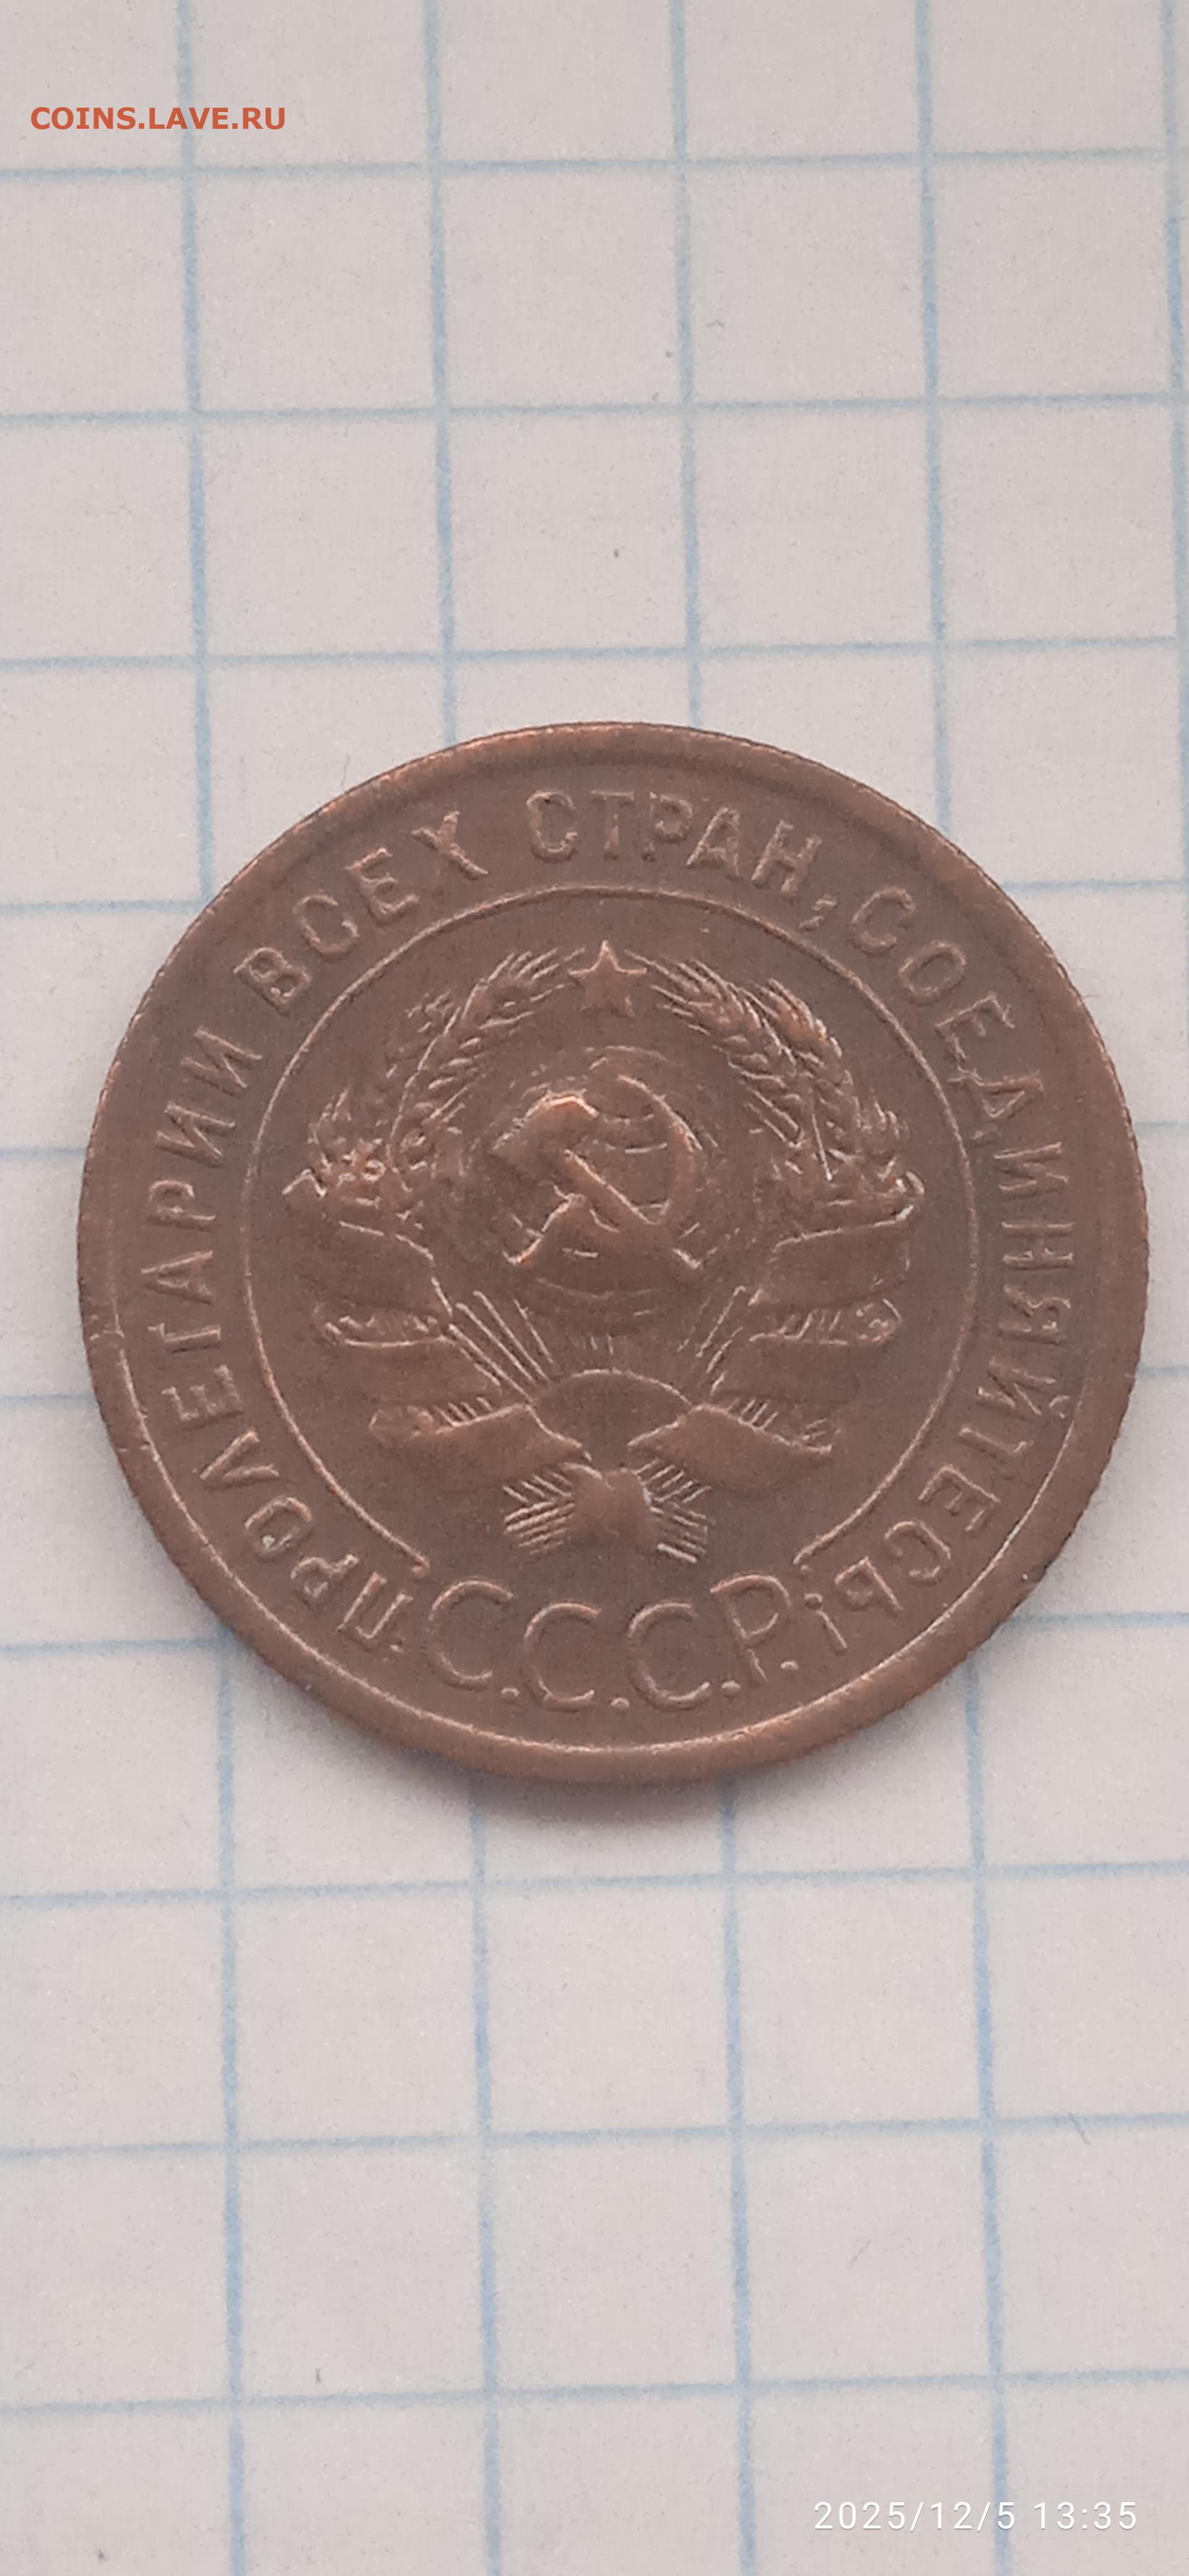 COINS.LAVE.RU
ПРОЛЕТАРИИ ВСЕХ СТРАН, СОЕДИНЯЙТЕСЬ!
С.С.С.Р.
2025/12/5 13:35